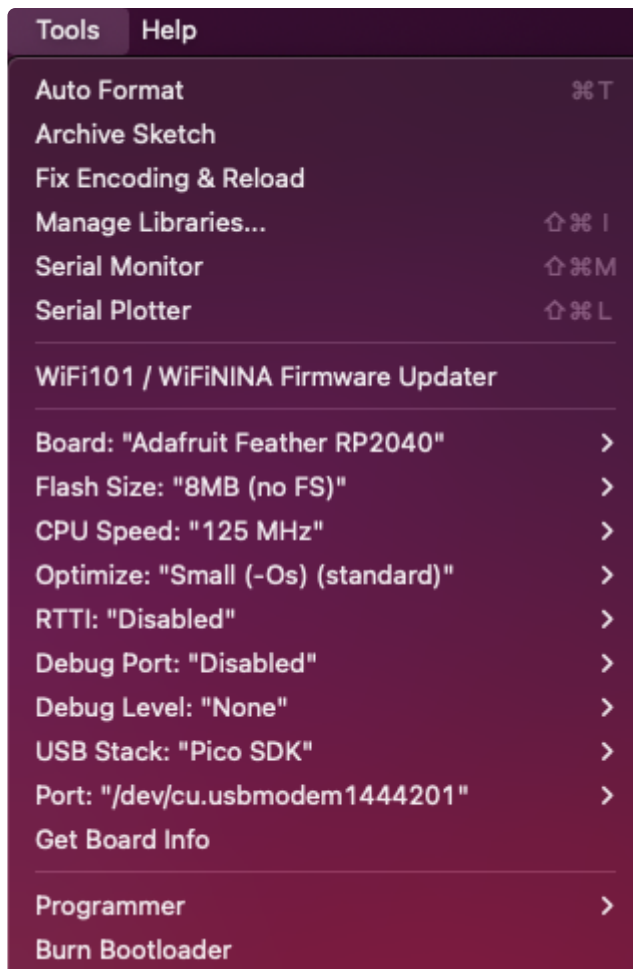 Tools Help
Auto Format ⌘T
Archive Sketch
Fix Encoding & Reload
Manage Libraries... ⇧⌘I
Serial Monitor ⇧⌘M
Serial Plotter ⇧⌘L
WiFi101 / WiFiNINA Firmware Updater
Board: "Adafruit Feather RP2040"
Flash Size: "8MB (no FS)"
CPU Speed: "125 MHz"
Optimize: "Small (-Os) (standard)"
RTTI: "Disabled"
Debug Port: "Disabled"
Debug Level: "None"
USB Stack: "Pico SDK"
Port: "/dev/cu.usbmodem1444201"
Get Board Info
Programmer
Burn Bootloader